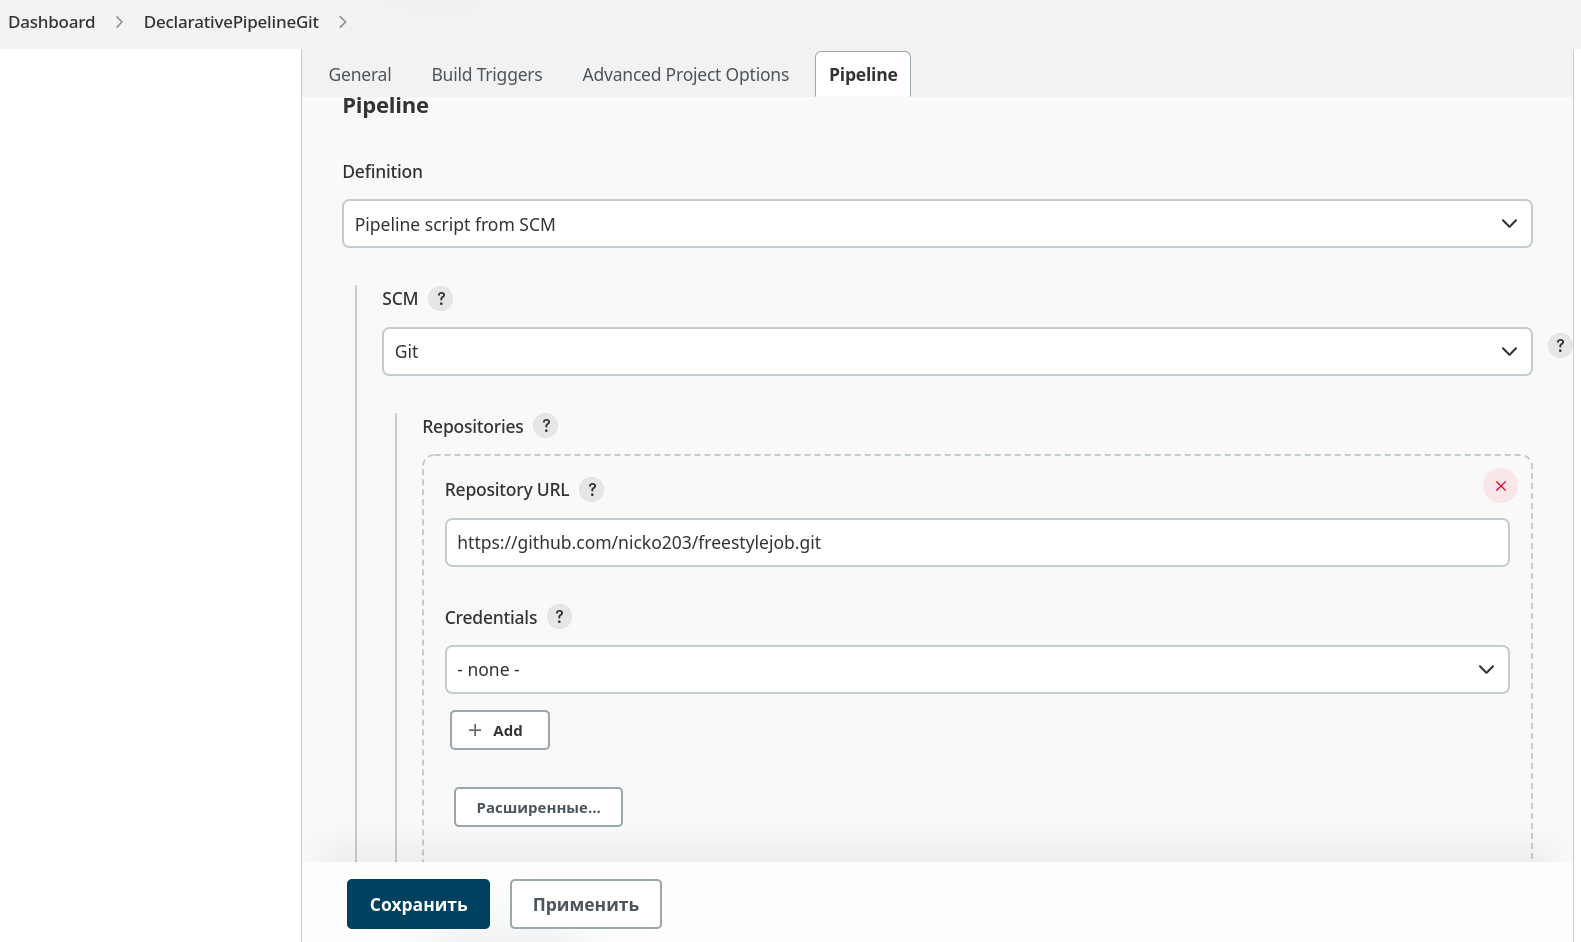 Dashboard > DeclarativePipelineGit >
General Build Triggers Advanced Project Options Pipeline
Pipeline
Definition
Pipeline script from SCM
SCM ?
Git
?
Repositories ?
Repository URL ?
https://github.com/nicko203/freestylejob.git
Credentials ?
- none -
+ Add
Расширенные...
Сохранить Применить